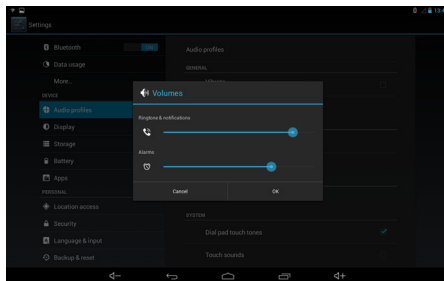 Settings
Bluetooth
ON
Data usage
More...
DEVICE
Audio profiles
Display
Storage
Battery
Apps
PERSONAL
Location access
Security
Language & input
Backup & reset
Audio profiles
GENERAL
Volumes
Ringtone & notifications
Alarms
Cancel
OK
SYSTEM
Dial pad touch tones
Touch sounds